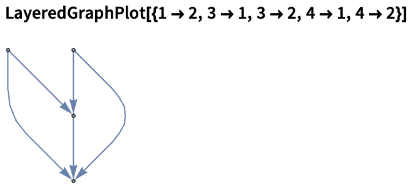 LayeredGraphPlot[{1 → 2, 3 → 1, 3 → 2, 4 → 1, 4 → 2}]